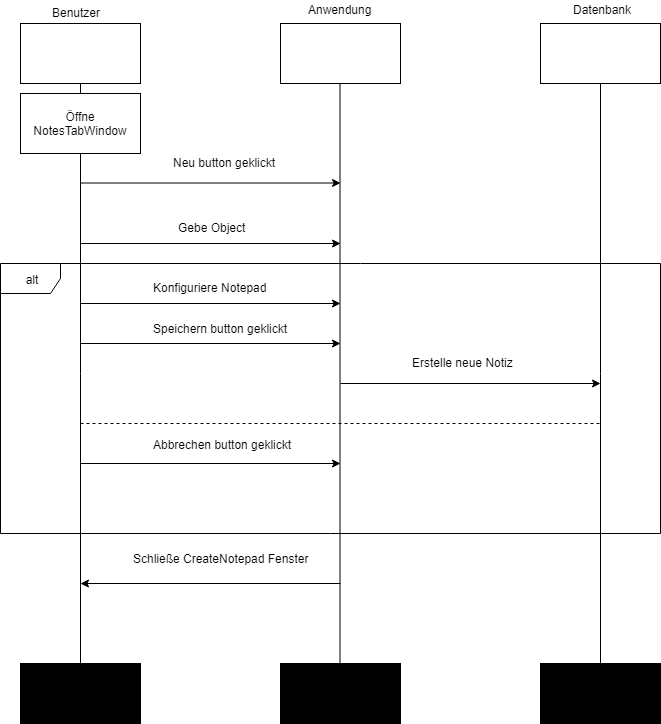 Benutzer
Anwendung
Datenbank
Öffne
NotesTabWindow
Neu button geklickt
Gebe Object
alt
Konfiguriere Notepad
Speichern button geklickt
Erstelle neue Notiz
Abbrechen button geklickt
Schließe CreateNotepad Fenster